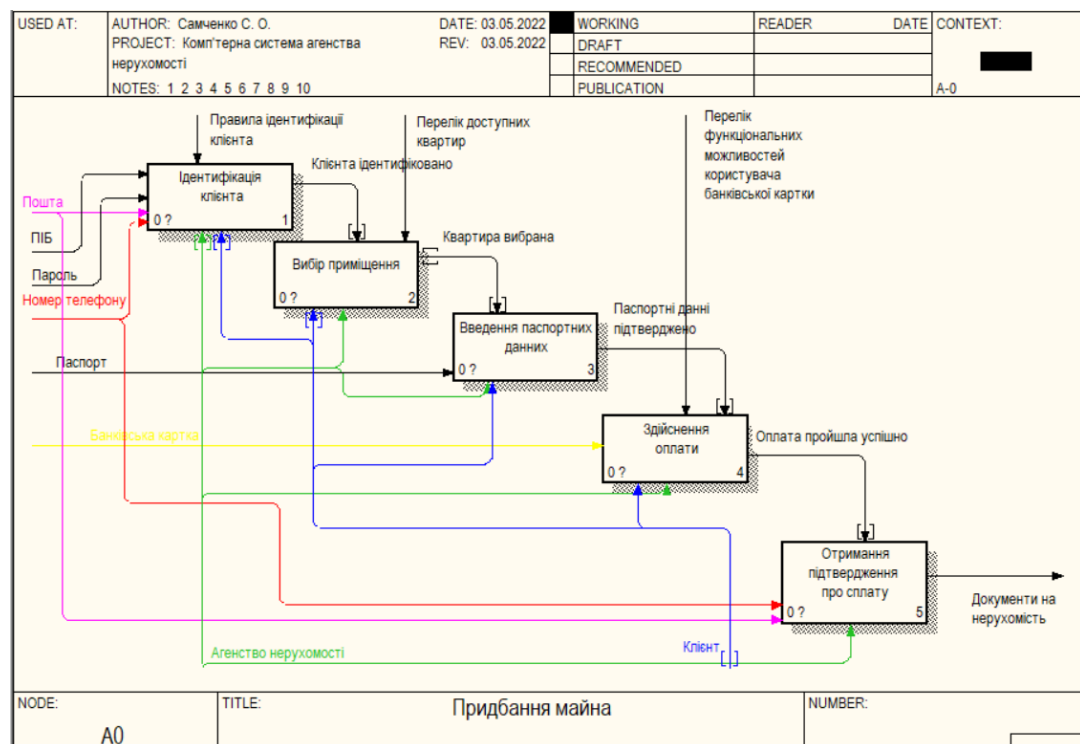 USED AT:
AUTHOR: Самченко С. О.
DATE: 03.05.2022
PROJECT: Комп'терна система агенства
нерухомості
REV: 03.05.2022
NOTES: 1 2 3 4 5 6 7 8 9 10
WORKING
DRAFT
RECOMMENDED
PUBLICATION
READER
DATE
CONTEXT:
A-0
Правила ідентифікації
клієнта
Перелік доступних
квартир
Перелік
функціональних
можливостей
користувача
банківської картки
Клієнта ідентифіковано
Ідентифікація
клієнта
0 ?
1
Пошта
ПІБ
Пароль
Номер телефону
Квартира вибрана
Вибір приміщення
0 ?
2
Паспортні данні
підтверджено
Введення паспортних
данних
0 ?
3
Паспорт
Банківська картка
Здійснення
оплати
0 ?
4
Оплата пройшла успішно
Отримання
підтвердження
про сплату
0 ?
5
Документи на
нерухомість
Агенство нерухомості
Клієнт
NODE:
A0
TITLE:
Придбання майна
NUMBER: